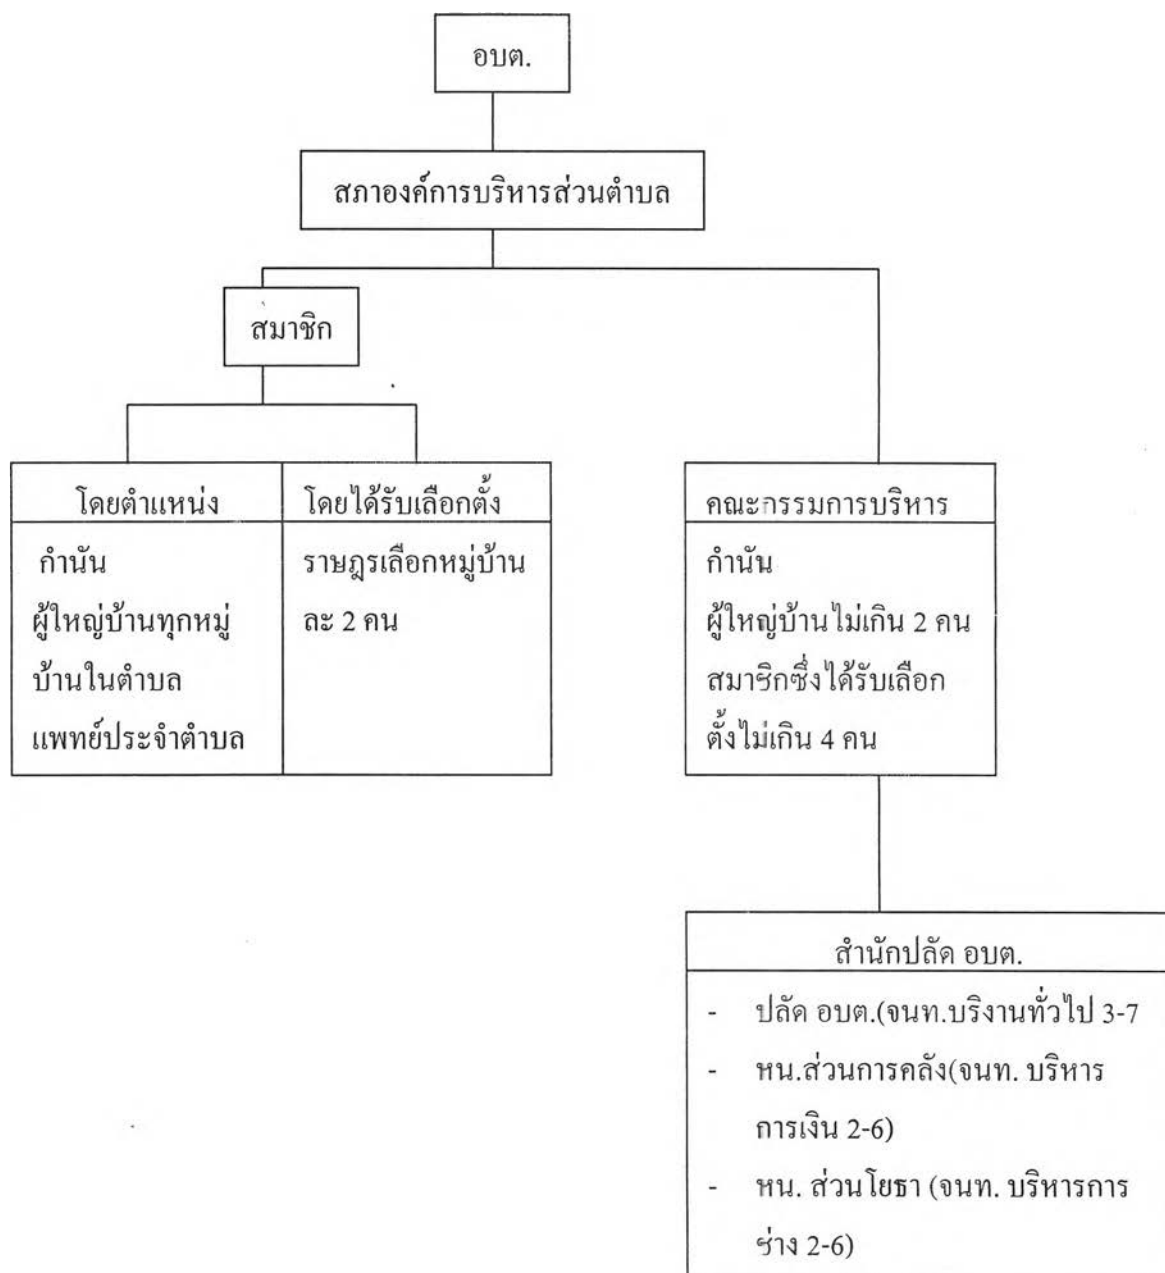 อบต.
สภาองค์การบริหารส่วนตำบล
สมาชิก
โดยตำแหน่ง
กำนัน
ผู้ใหญ่บ้านทุกหมู่
บ้านในตำบล
แพทย์ประจำตำบล
โดยได้รับเลือกตั้ง
ราษฎรเลือกหมู่บ้าน
ละ 2 คน
คณะกรรมการบริหาร
กำนัน
ผู้ใหญ่บ้านไม่เกิน 2 คน
สมาชิกซึ่งได้รับเลือก
ตั้งไม่เกิน 4 คน
สำนักปลัด อบต.
- ปลัด อบต.(จนท.บริงานทั่วไป 3-7
- หน.ส่วนการคลัง(จนท. บริหาร
การเงิน 2-6)
- หน. ส่วนโยธา (จนท. บริหารการ
ช่าง 2-6)